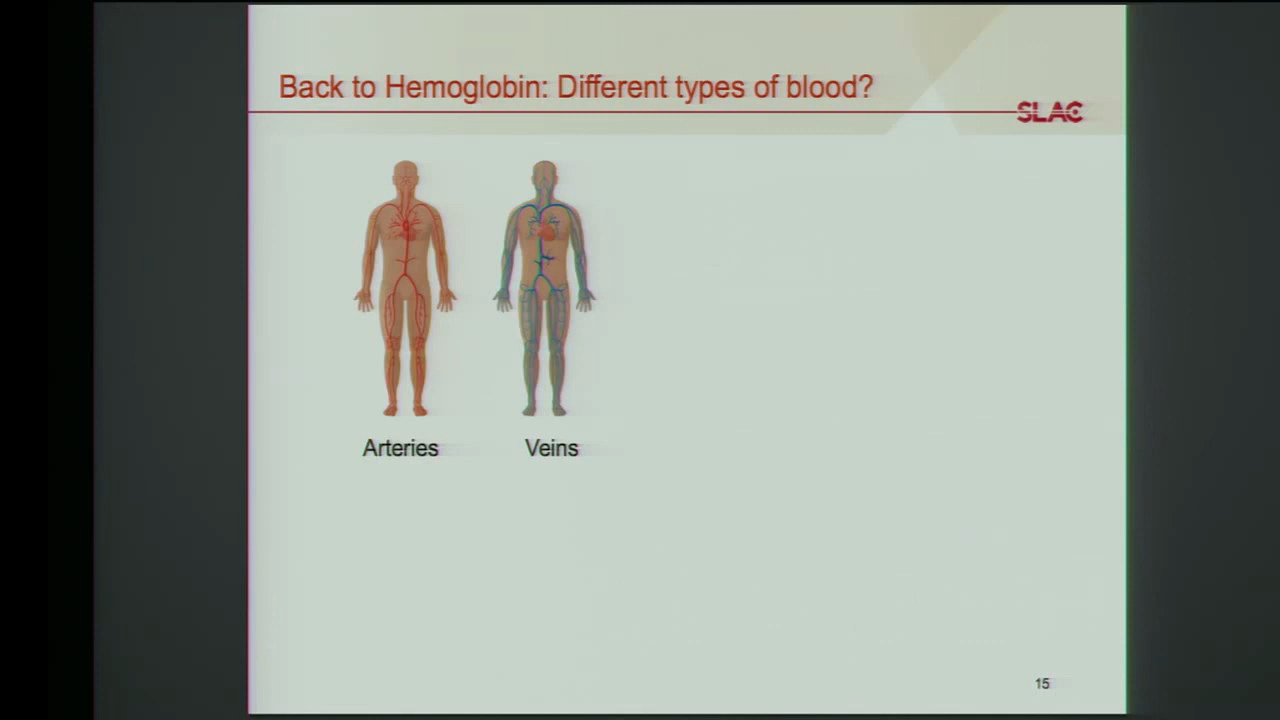 Back to Hemoglobin: Different types of blood?
SLAC
Arteries
Veins
15